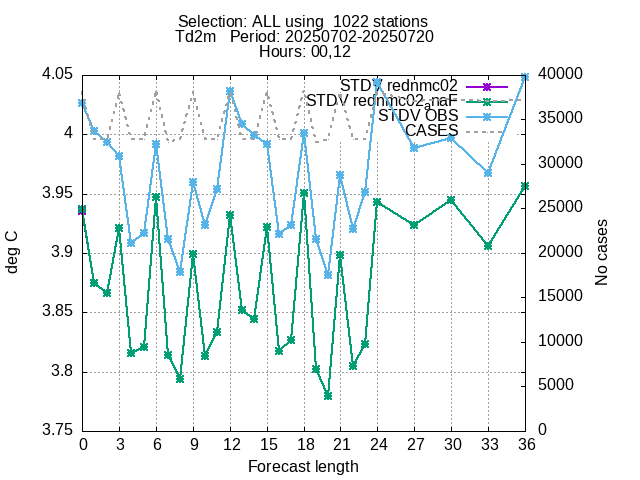 Selection: ALL using  1022 stations
Td2m   Period: 20250702-20250720
Hours: 00,12
4.05
4
3.95
3.9
3.85
3.8
3.75
deg C
STDV rednmc02
STDV rednmc02_anaF
STDV OBS
CASES
40000
35000
30000
25000
20000
15000
10000
5000
0
No cases
0 3 6 9 12 15 18 21 24 27 30 33 36
Forecast length